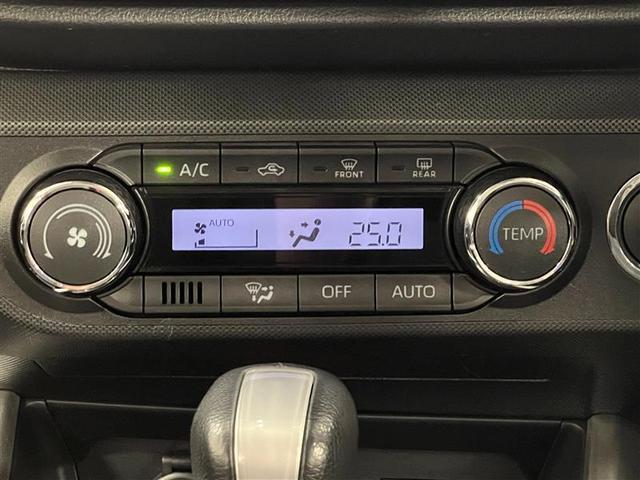 A/C
FRONT
REAR
AUTO
25.0
TEMP
OFF
AUTO